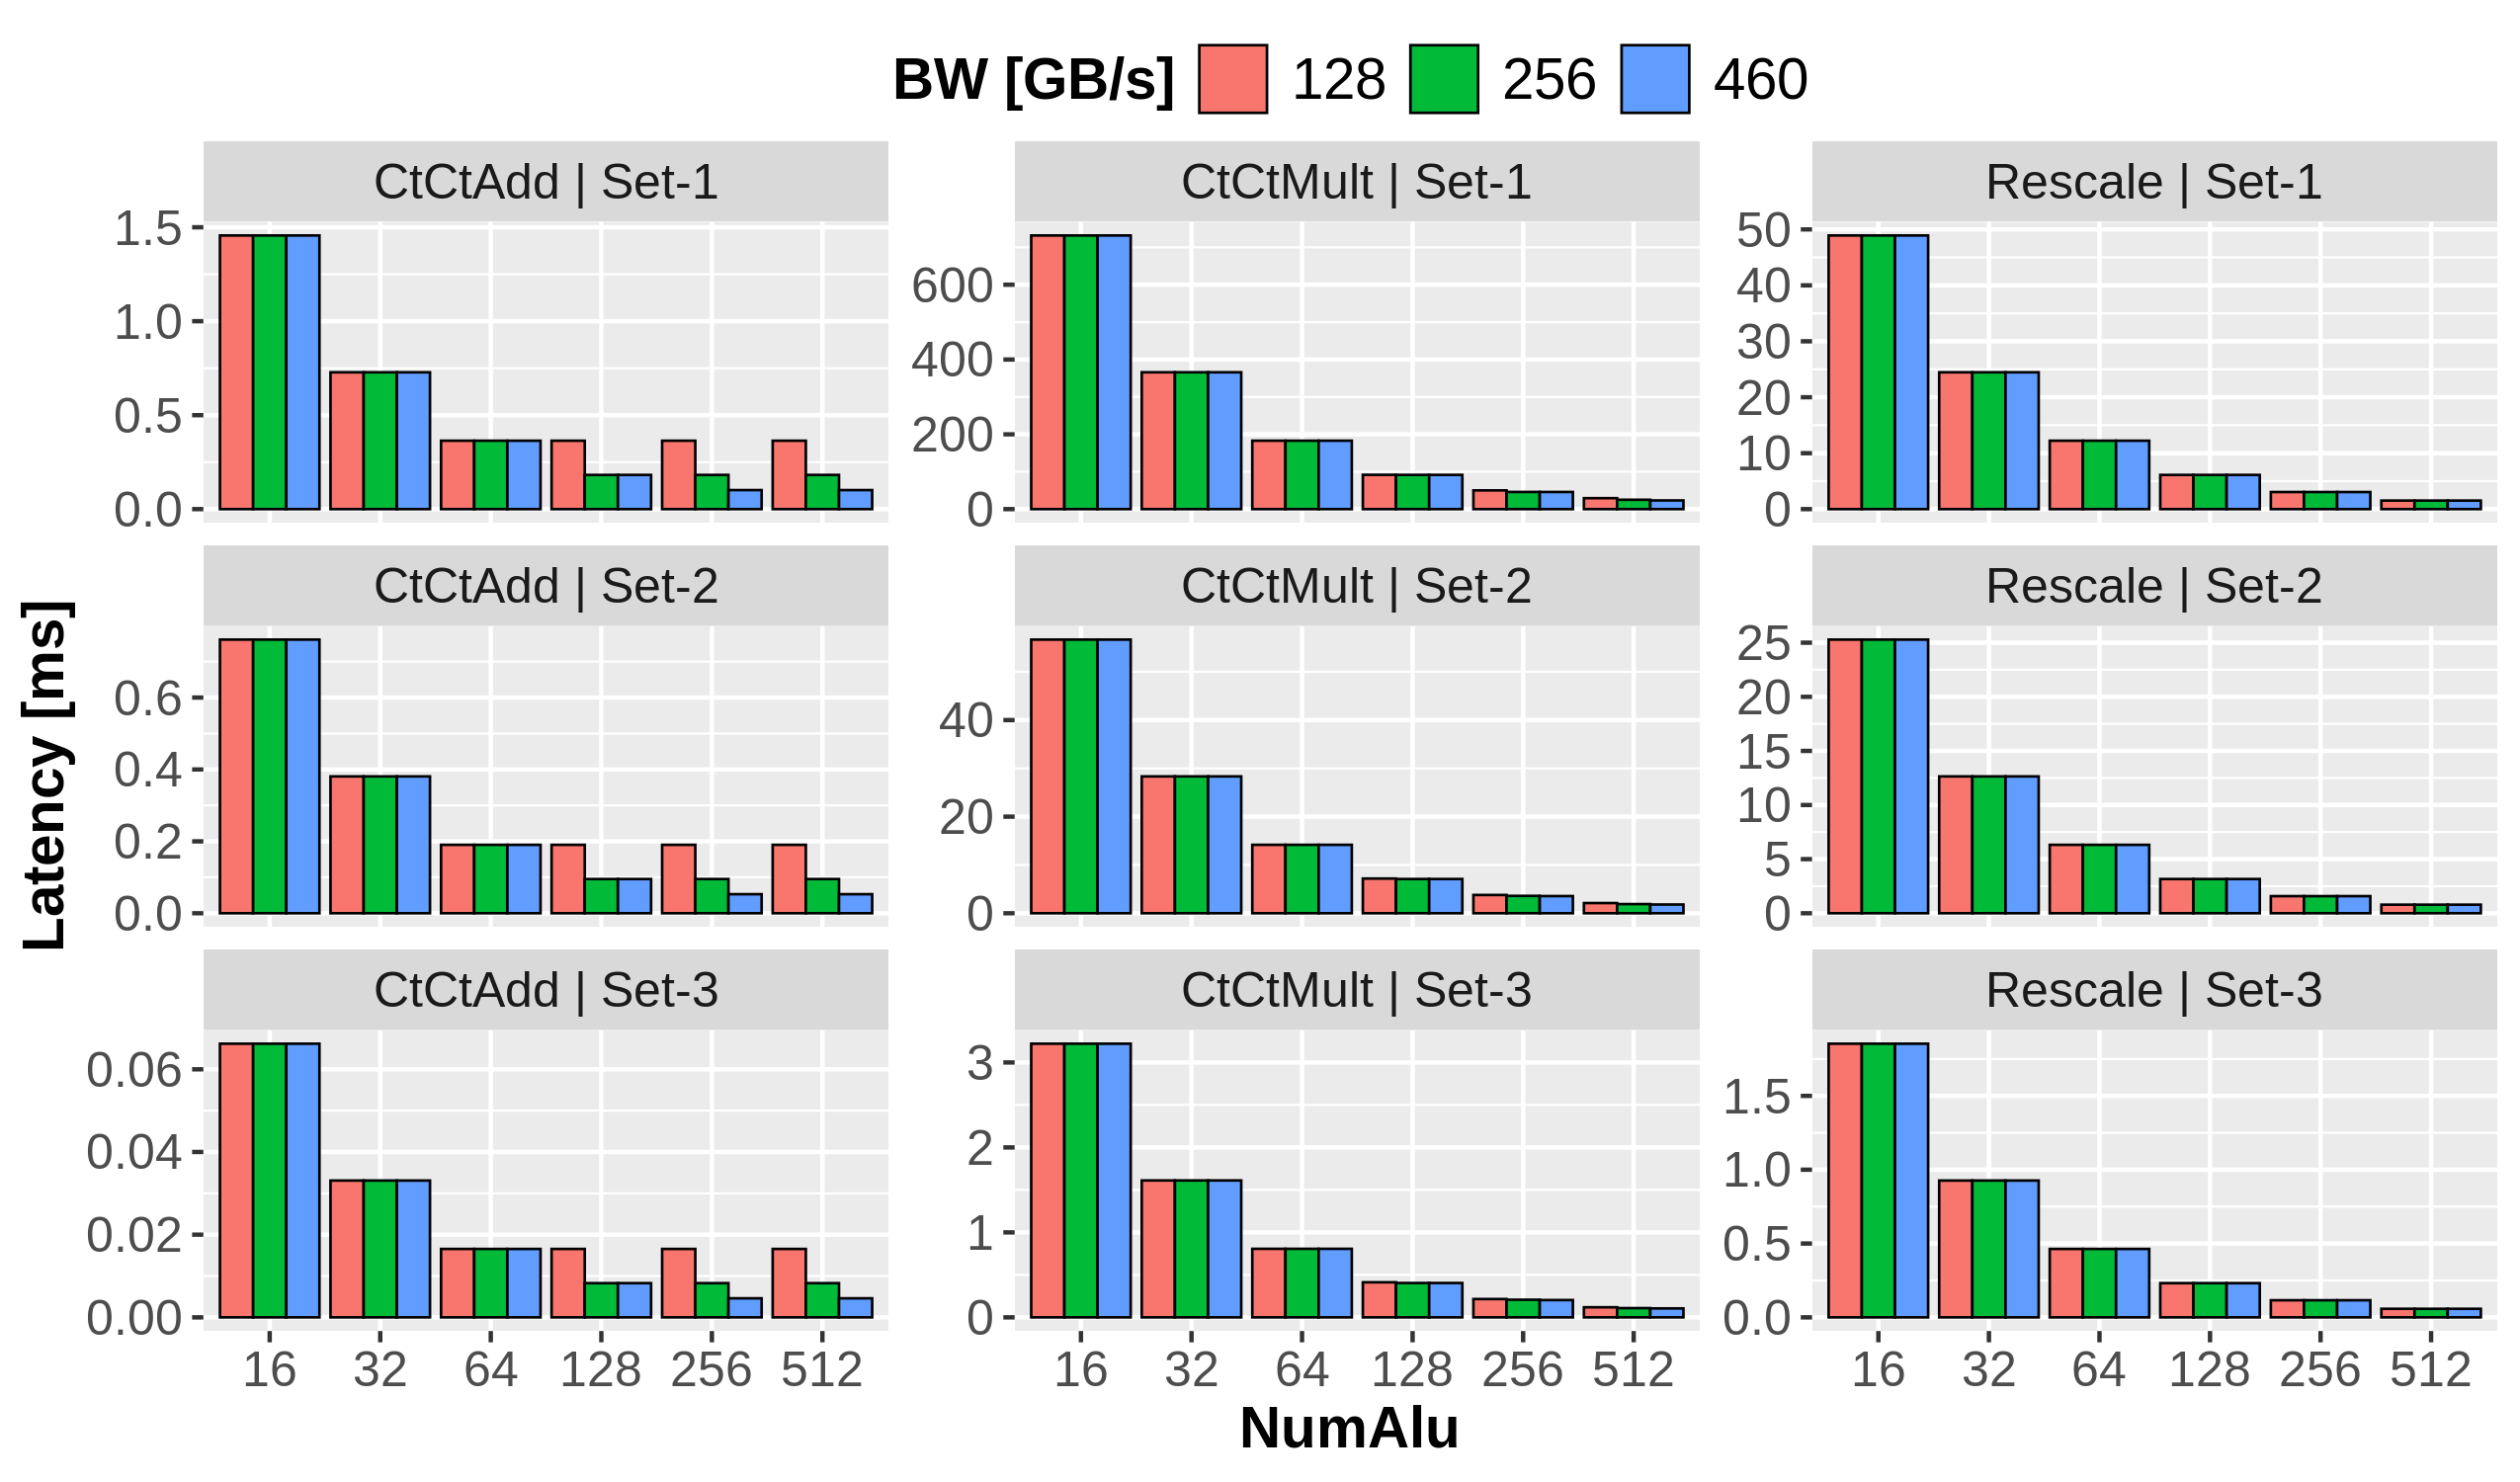 BW [GB/s] 128 256 460
CtCtAdd | Set-1
1.5
1.0
0.5
0.0
CtCtMult | Set-1
600
400
200
0
Rescale | Set-1
50
40
30
20
10
0
Latency [ms]
CtCtAdd | Set-2
0.6
0.4
0.2
0.0
CtCtMult | Set-2
40
20
0
Rescale | Set-2
25
20
15
10
5
0
CtCtAdd | Set-3
0.06
0.04
0.02
0.00
16 32 64 128 256 512
CtCtMult | Set-3
3
2
1
0
16 32 64 128 256 512
Rescale | Set-3
1.5
1.0
0.5
0.0
16 32 64 128 256 512
NumAlu